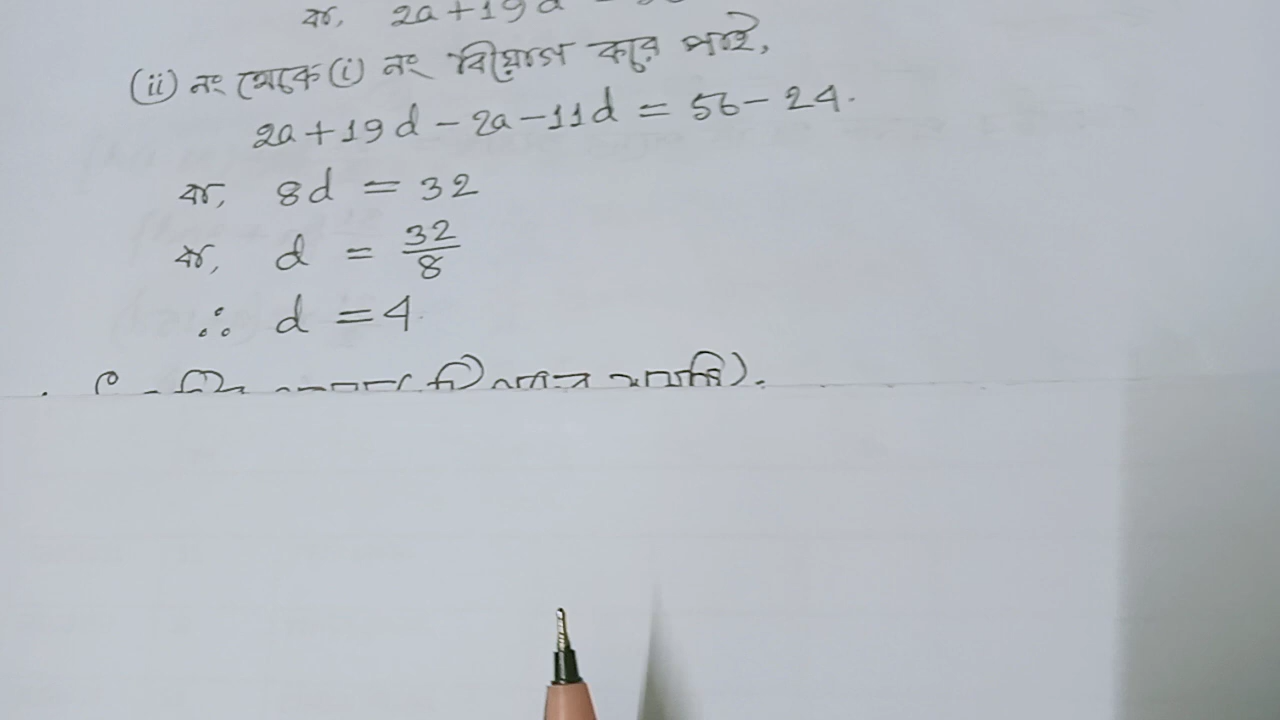 বা, 2a + 19d
(ii) নং থেকে (i) নং বিয়োগ করে পাই,
2a + 19d - 2a - 11d = 56 - 24.
বা, 8d = 32
বা, d = 32/8
∴ d = 4